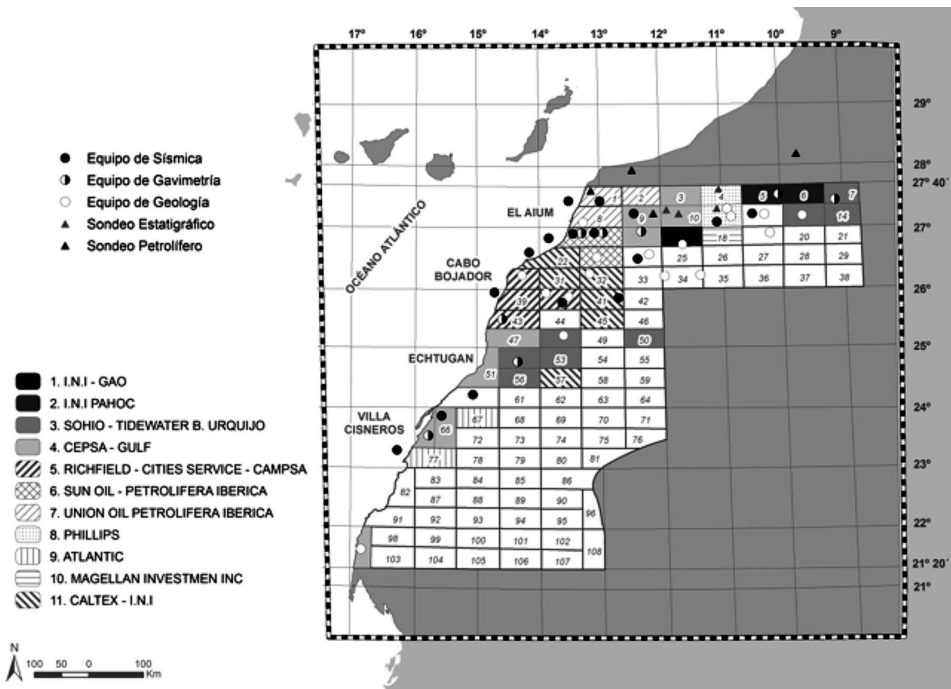 17º 16º 15º 14º 13º 12º 11º 10º 9º
29º
28º
27º 40'
27º
26º
25º
24º
23º
22º
21º 20'
21º
Equipo de Sísmica
Equipo de Gavimetría
Equipo de Geología
Sondeo Estatigráfico
Sondeo Petrolífero
OCÉANO ATLÁNTICO
EL AIUM
CABO
BOJADOR
ECHTUGAN
VILLA
CISNEROS
1 2 3 4 5 6 7
8 9 10 14
18 20 21
22 25 26 27 28 29
31 32 33 34 35 36 37 38
39 41 42
43 44 45 46
47 49 50
51 53 54 55
56 57 58 59
61 62 63 64
66 67 68 69 70 71
72 73 74 75 76
77 78 79 80 81
82 83 84 85 86
87 88 89 90
91 92 93 94 95 96
98 99 100 101 102
103 104 105 106 107 108
1. I.N.I - GAO
2. I.N.I PAHOC
3. SOHIO - TIDEWATER B. URQUIJO
4. CEPSA - GULF
5. RICHFIELD - CITIES SERVICE - CAMPSA
6. SUN OIL - PETROLIFERA IBERICA
7. UNION OIL PETROLIFERA IBERICA
8. PHILLIPS
9. ATLANTIC
10. MAGELLAN INVESTMEN INC
11. CALTEX - I.N.I
N
100 50 0 100
Km